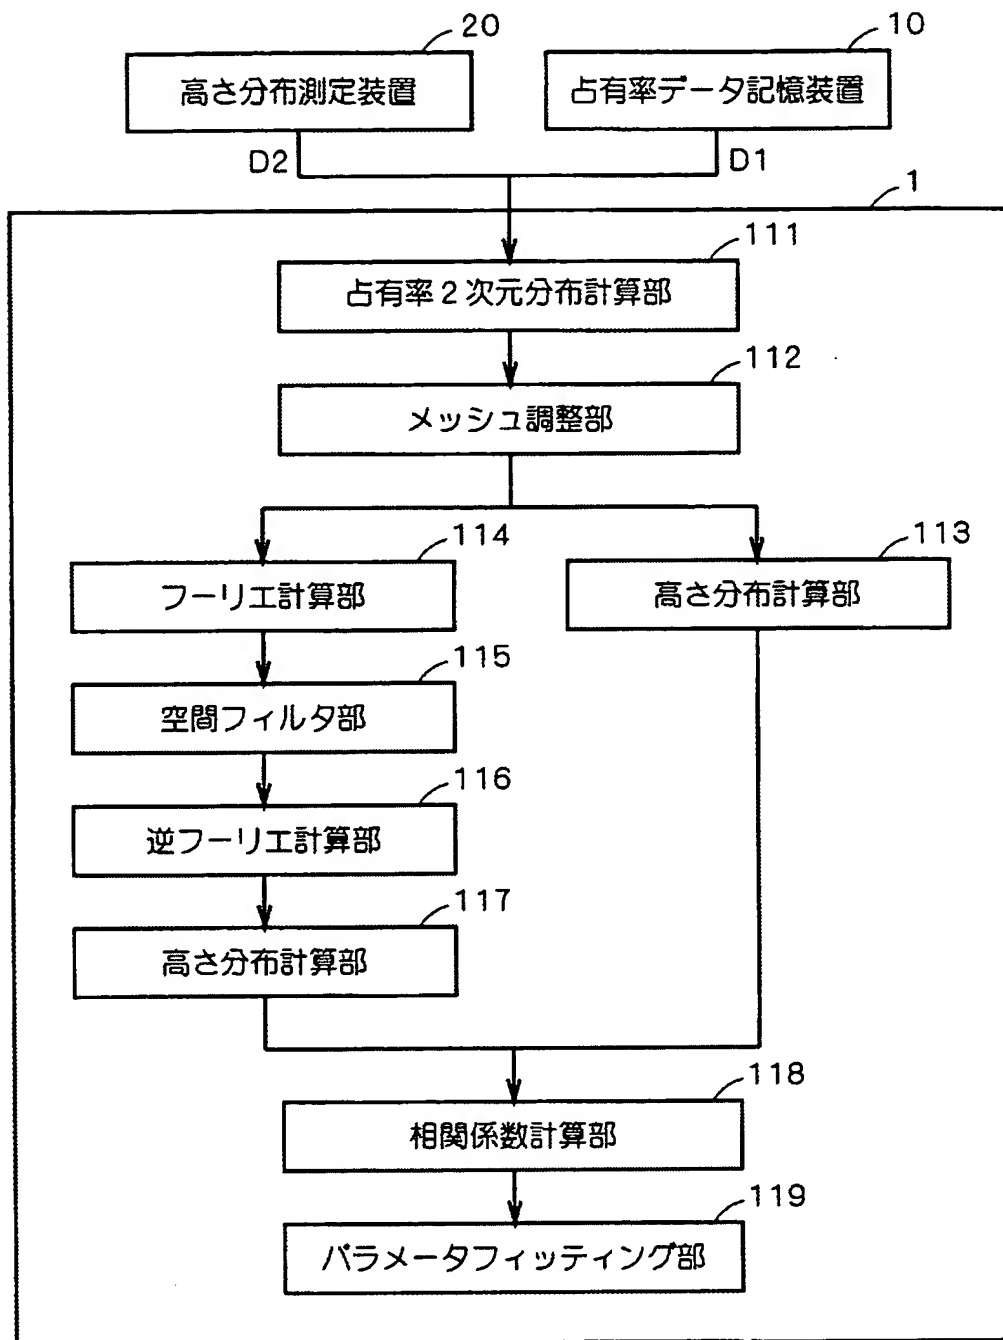 20
10
高さ分布測定装置
占有率データ記憶装置
D2
D1
1
111
占有率２次元分布計算部
112
メッシュ調整部
114
113
フーリエ計算部
高さ分布計算部
115
空間フィルタ部
116
逆フーリエ計算部
117
高さ分布計算部
118
相関係数計算部
119
パラメータフィッティング部